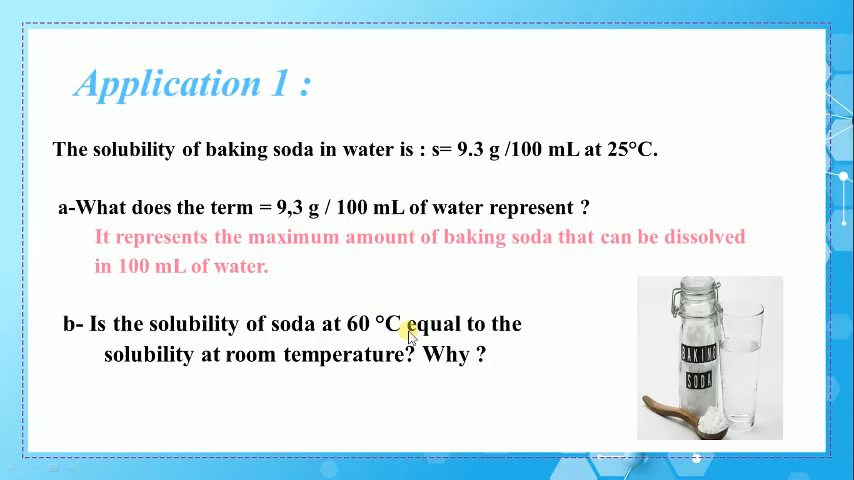 Application 1 :
The solubility of baking soda in water is : s= 9.3 g /100 mL at 25°C.
a-What does the term = 9,3 g / 100 mL of water represent ?
It represents the maximum amount of baking soda that can be dissolved
in 100 mL of water.
b- Is the solubility of soda at 60 °C equal to the
solubility at room temperature? Why ?
BAKING
SODA